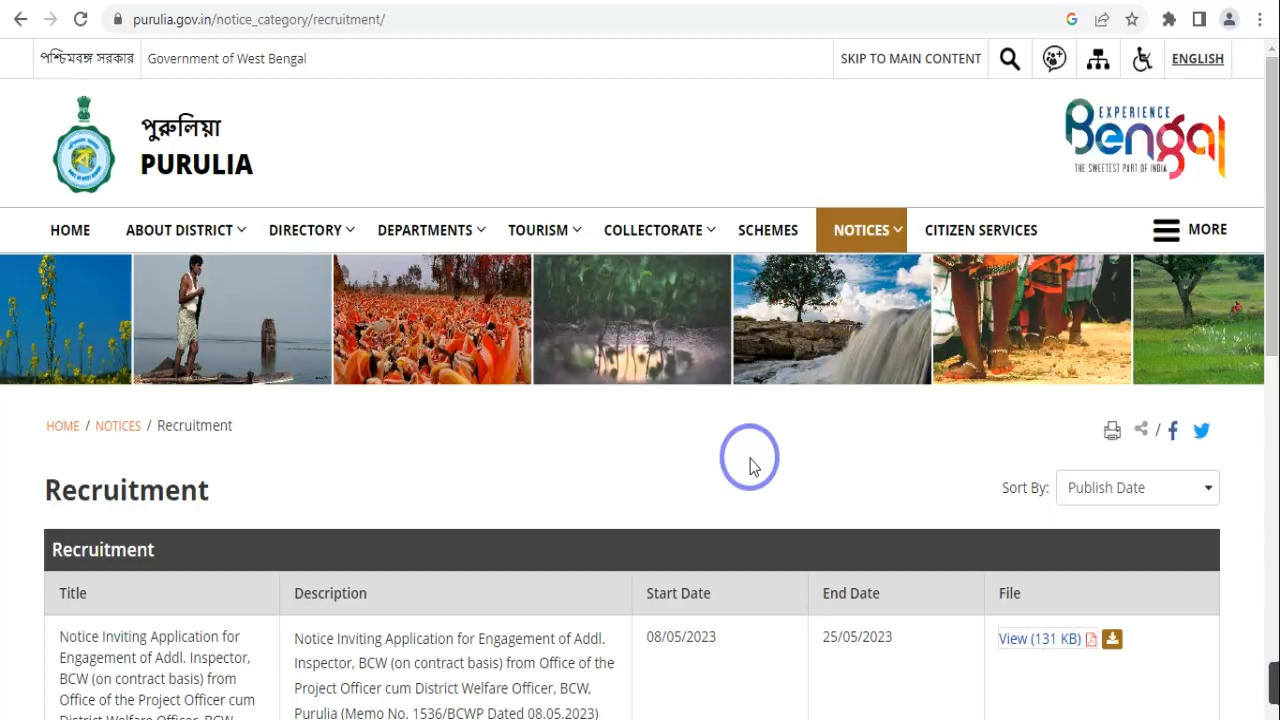 purulia.gov.in/notice_category/recruitment/
পশ্চিমবঙ্গ সরকার
Government of West Bengal
SKIP TO MAIN CONTENT
ENGLISH
পুরুলিয়া
PURULIA
EXPERIENCE
Bengal
THE SWEETEST PART OF INDIA
HOME ABOUT DISTRICT DIRECTORY DEPARTMENTS TOURISM COLLECTORATE SCHEMES NOTICES CITIZEN SERVICES MORE
HOME / NOTICES / Recruitment
Recruitment
Sort By: Publish Date
Recruitment
Title Description Start Date End Date File
Notice Inviting Application for
Engagement of Addl. Inspector,
BCW (on contract basis) from
Office of the Project Officer cum
District Welfare Officer, BCW,
Notice Inviting Application for Engagement of Addl.
Inspector, BCW (on contract basis) from Office of the
Project Officer cum District Welfare Officer, BCW,
Purulia (Memo No. 1536/BCWP Dated 08.05.2023)
08/05/2023
25/05/2023
View (131 KB)